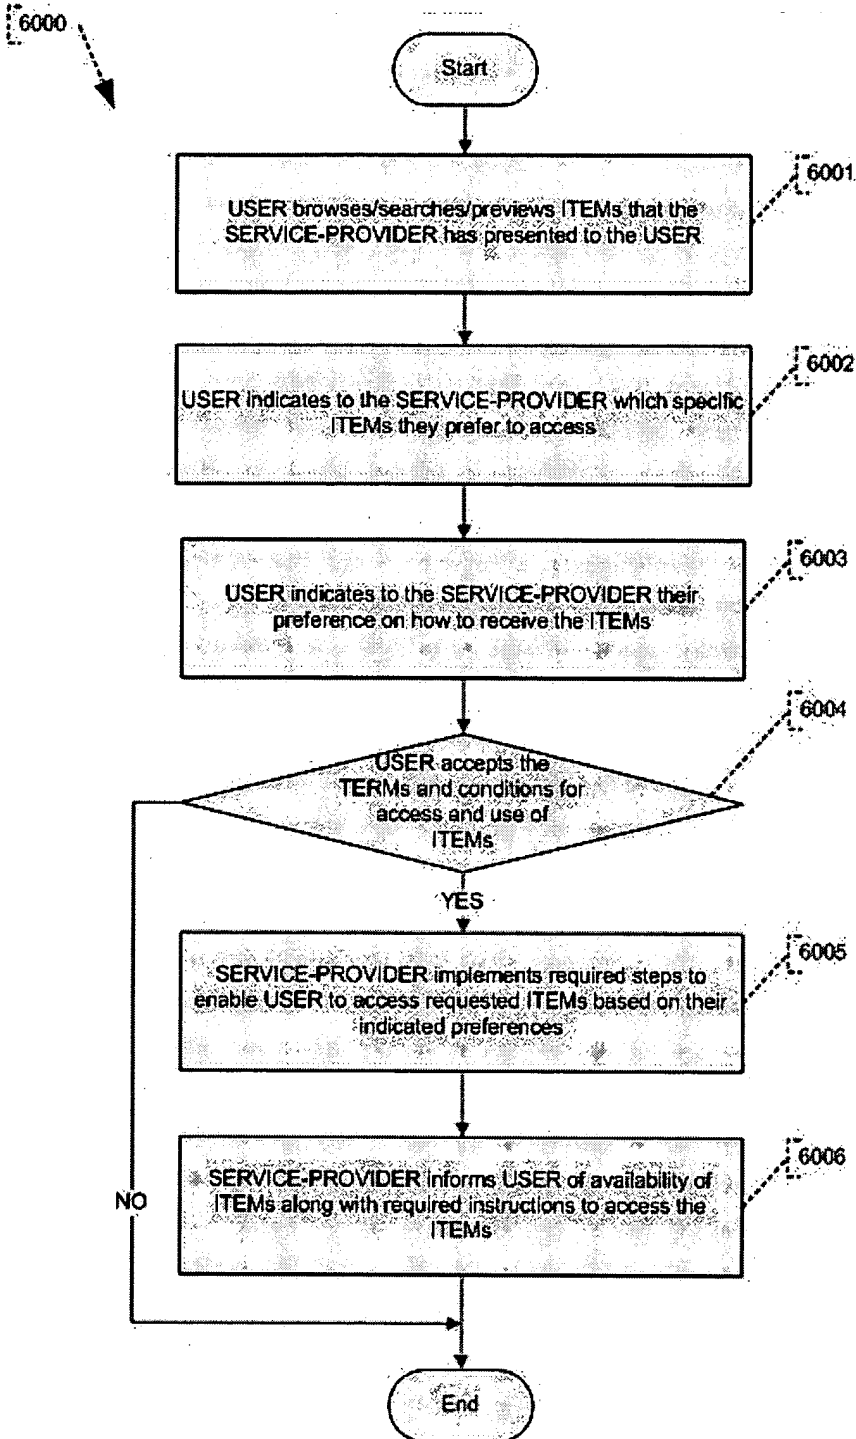 6000
Start
6001
USER browses/searches/previews ITEMs that the
SERVICE-PROVIDER has presented to the USER
6002
USER indicates to the SERVICE-PROVIDER which specific
ITEMs they prefer to access
6003
USER indicates to the SERVICE-PROVIDER their
preference on how to receive the ITEMs
6004
USER accepts the
TERMs and conditions for
access and use of
ITEMs
YES
6005
SERVICE-PROVIDER implements required steps to
enable USER to access requested ITEMs based on their
indicated preferences
6006
SERVICE-PROVIDER informs USER of availability of
ITEMs along with required instructions to access the
ITEMs
NO
End